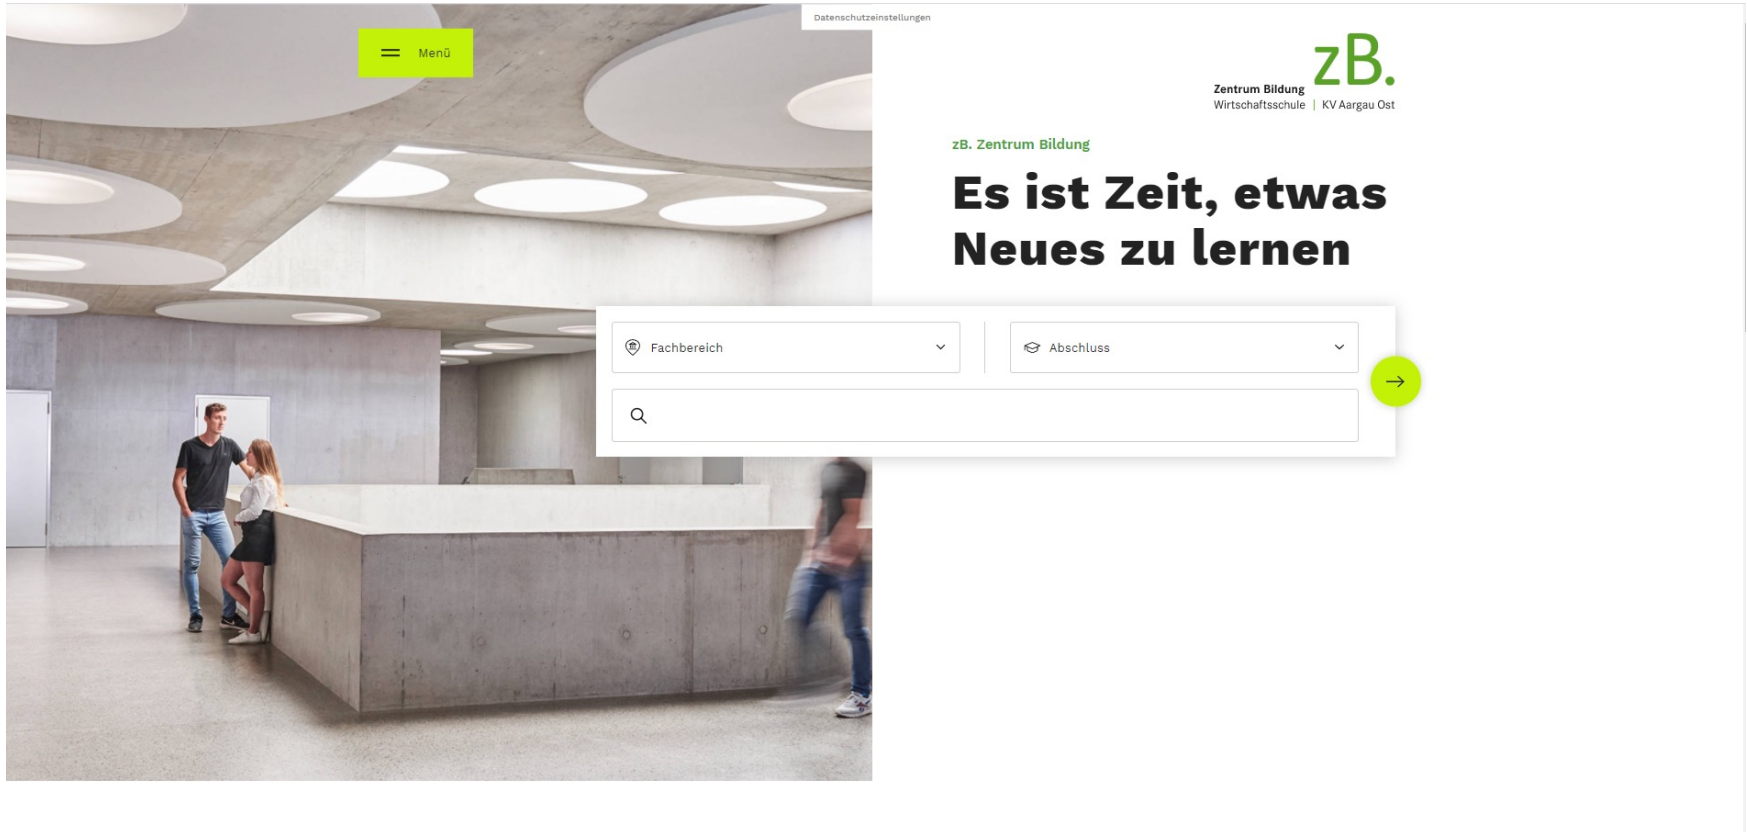 Datenschutzeinstellungen
Menü
zB.
Zentrum Bildung
Wirtschaftsschule | KV Aargau Ost
zB. Zentrum Bildung
Es ist Zeit, etwas
Neues zu lernen
Fachbereich
Abschluss